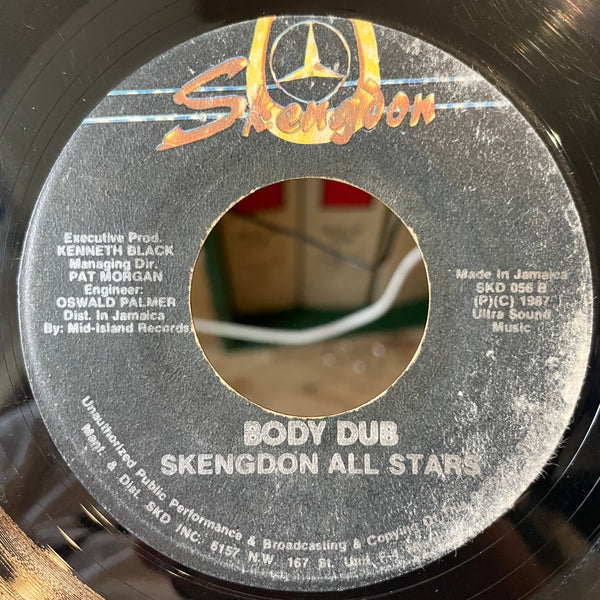 Skengdon
Executive Prod.
KENNETH BLACK
Managing Dir.
PAT MORGAN
Engineer:
OSWALD PALMER
Dist. In Jamaica
By: Mid-Island Records
Made In Jamaica
SKD 056 B
(P)(C) 1987
Ultra Sound
Music
BODY DUB
SKENGDON ALL STARS
Unauthorized Public Performance & Broadcasting & Copying Of
Manf. & Dist. SKD INC. 6157 N.W. 167 St. Unit